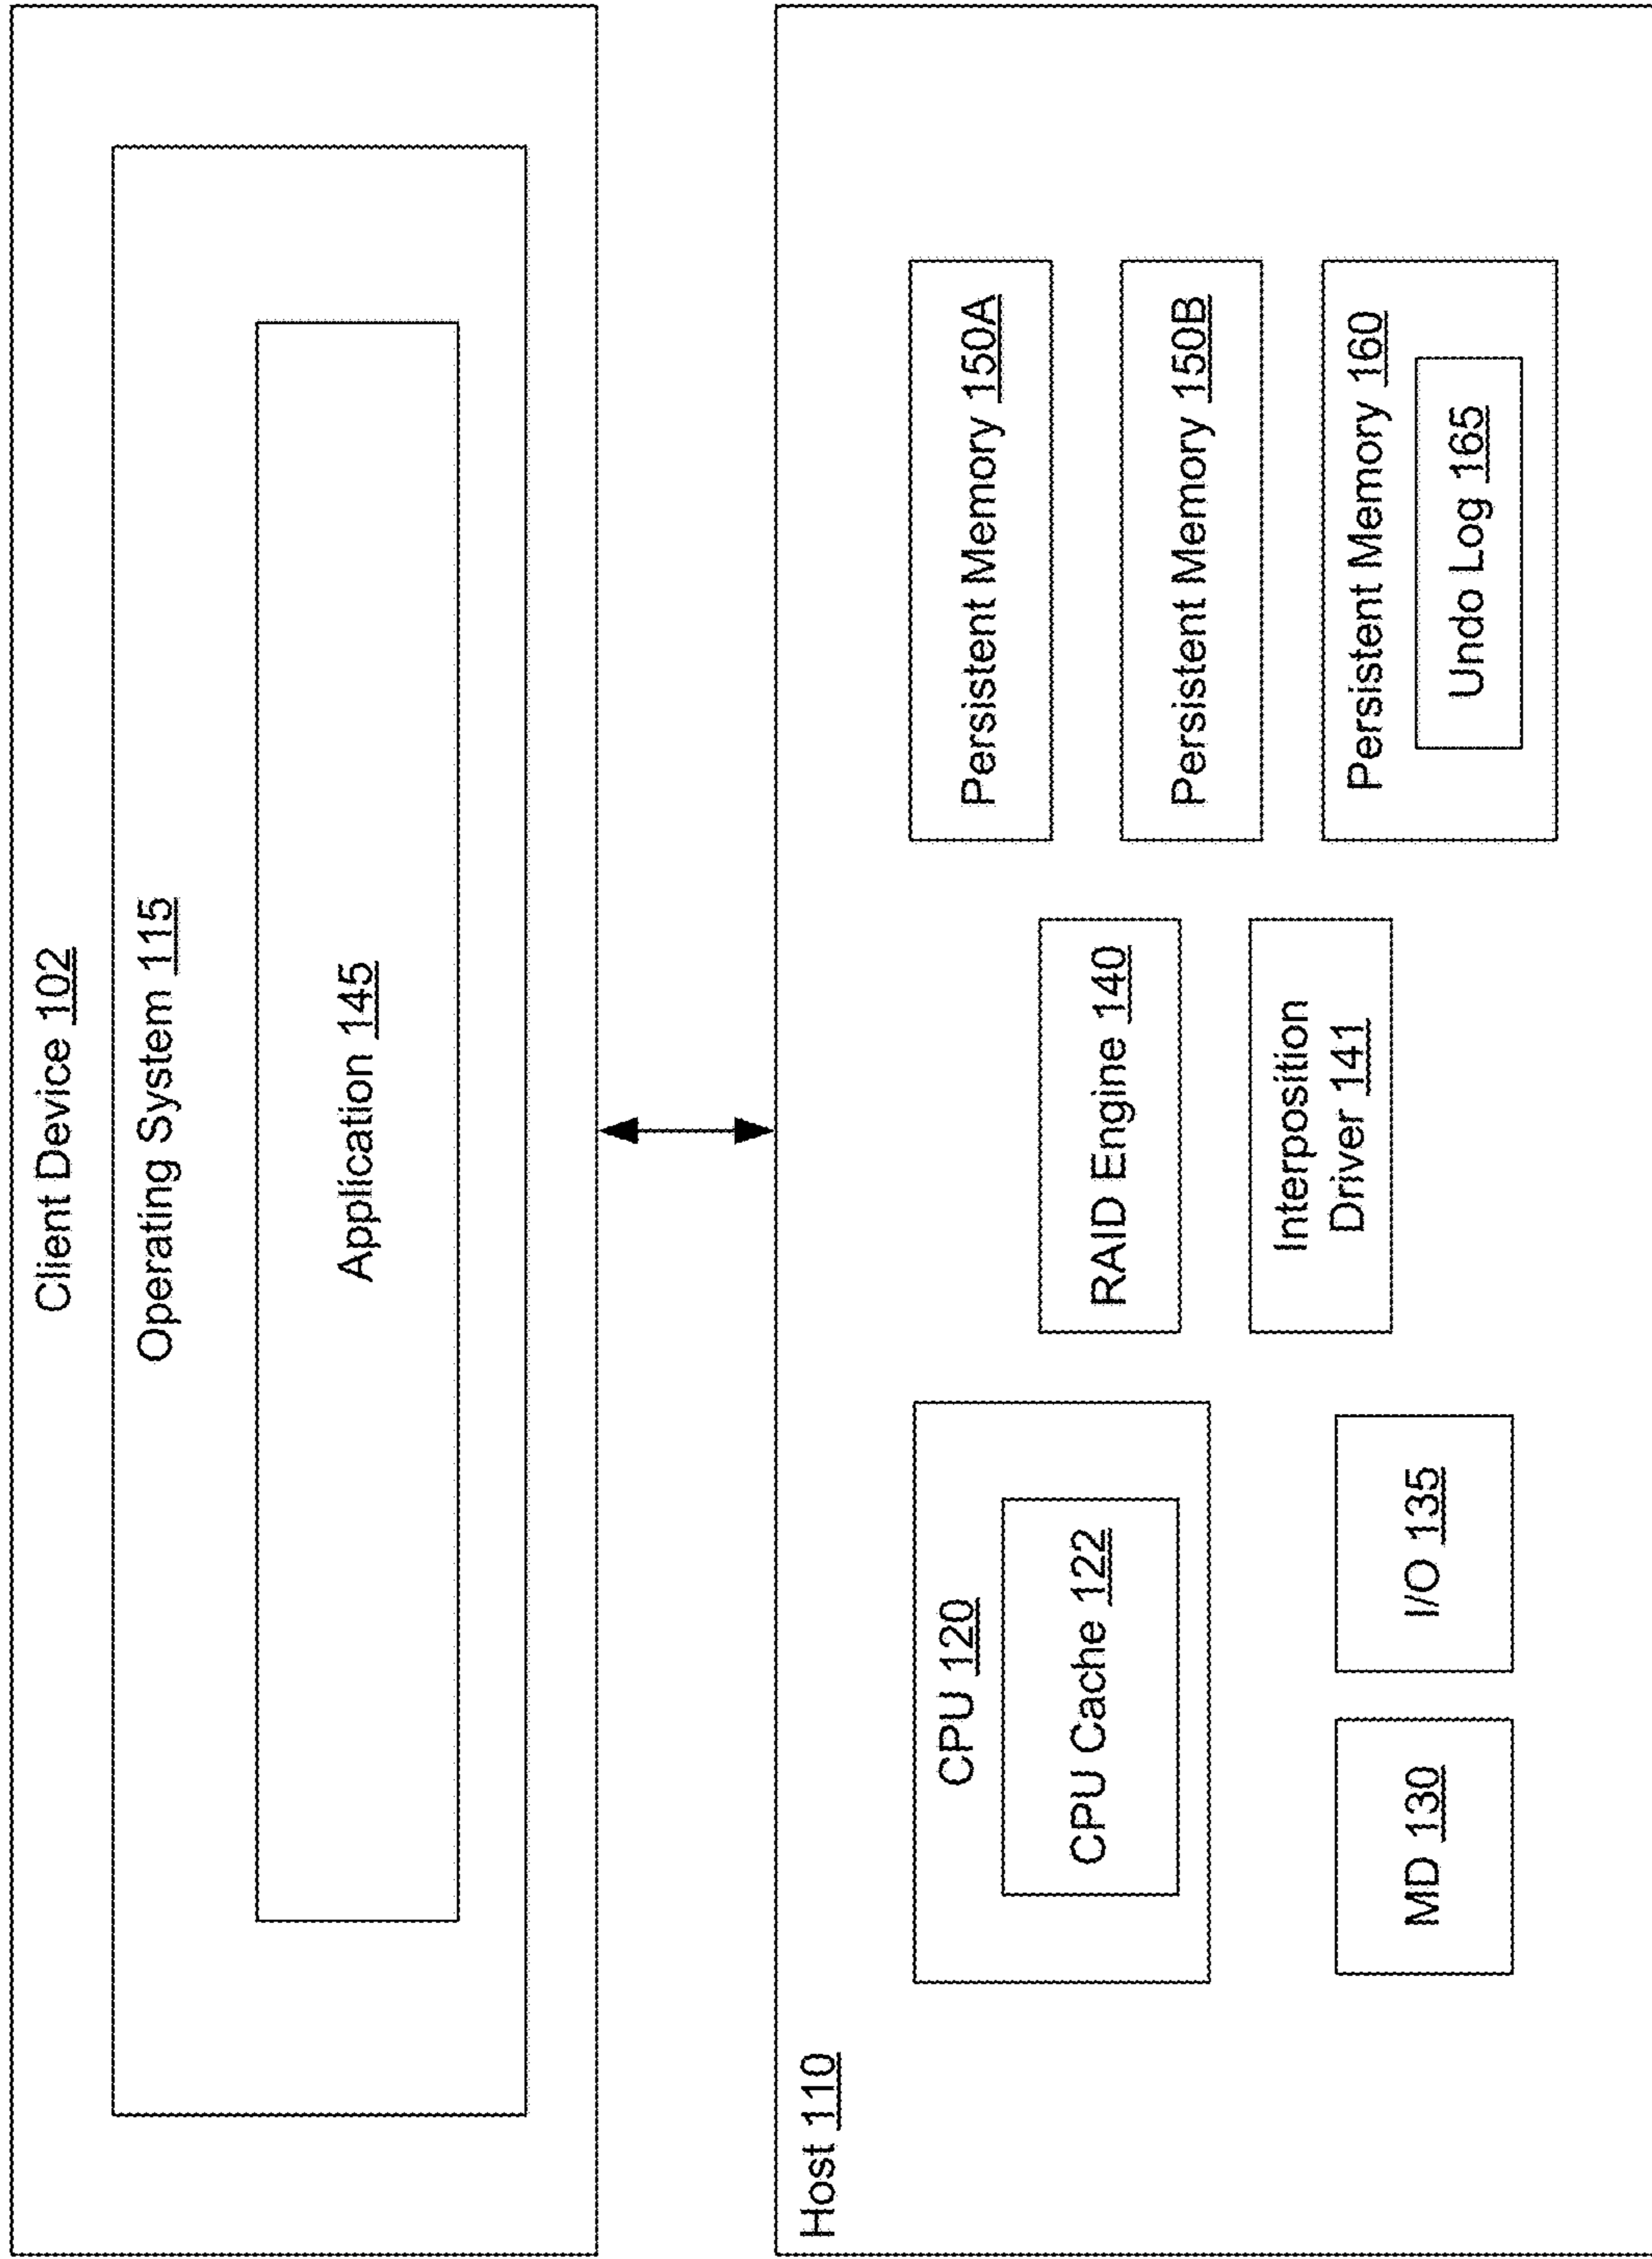 Client Device 102
Operating System 115
Application 145
Host 110
CPU 120
CPU Cache 122
MD 130
I/O 135
RAID Engine 140
Interposition
Driver 141
Persistent Memory 150A
Persistent Memory 150B
Persistent Memory 160
Undo Log 165